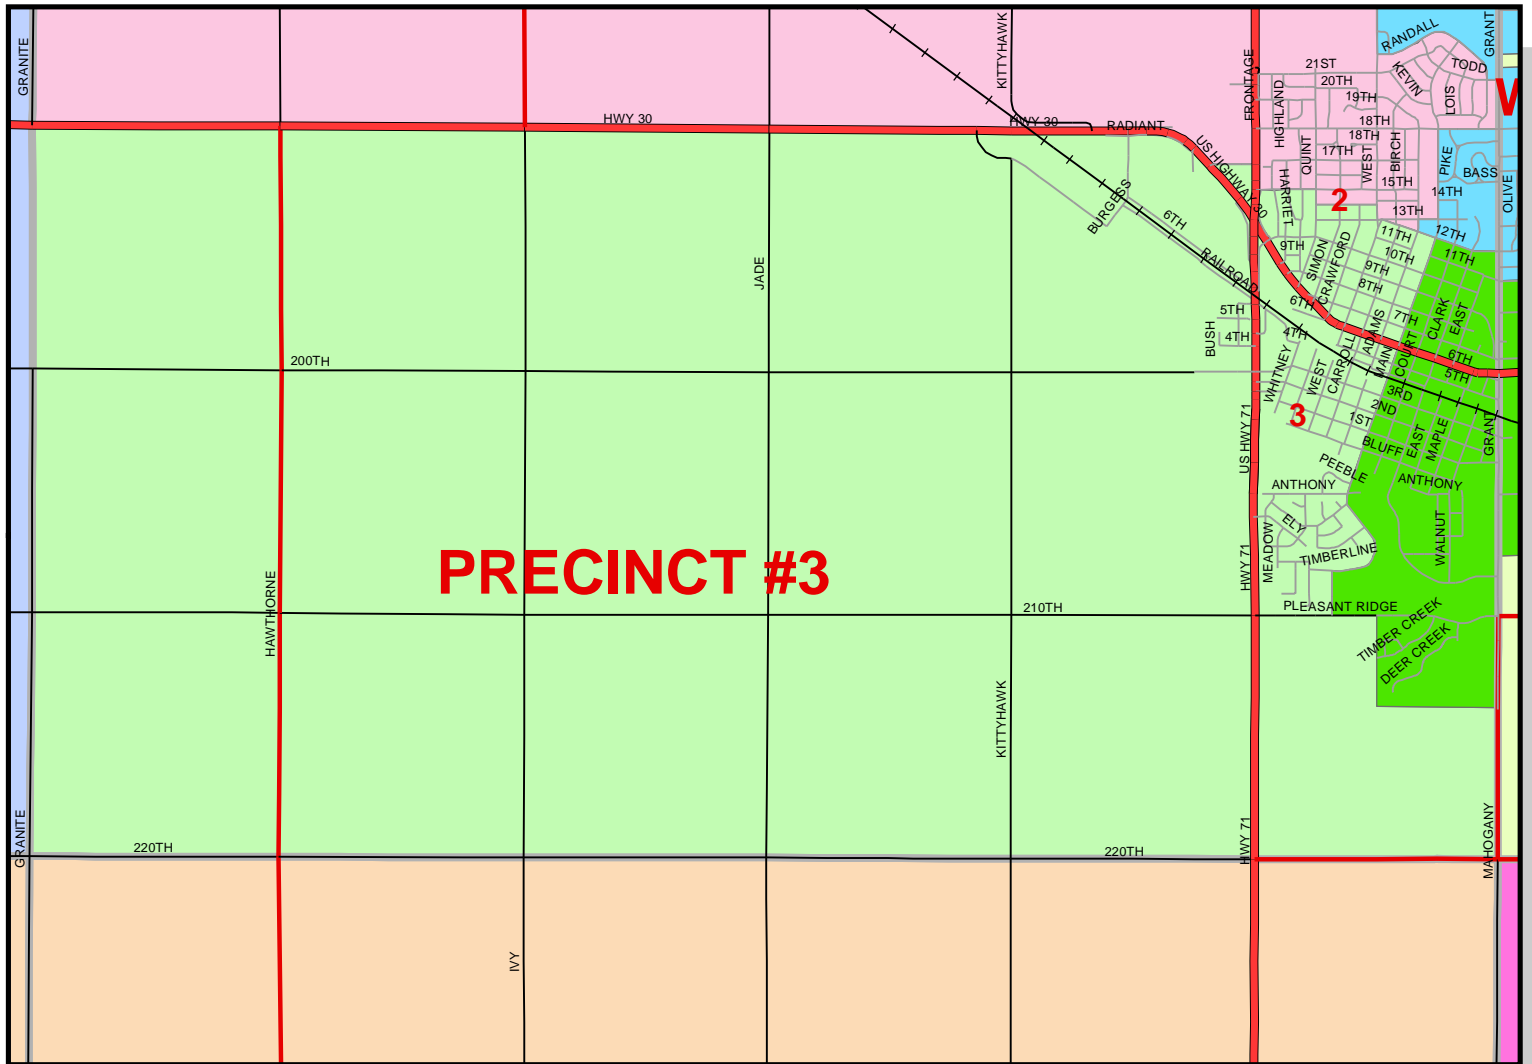 GRANITE
KITTYHAWK
FRONTAGE
RANDALL
GRANT
21ST
KEVIN
TODD
20TH
19TH
LOIS
HIGHLAND
HWY 30
HWY 30
RADIANT
18TH
18TH
QUINT
17TH
WEST
BIRCH
PIKE
BASS
US HIGHWAY 30
HARRIET
15TH
14TH
OLIVE
2
13TH
BURGESS
6TH
12TH
11TH
9TH
SIMON
CRAWFORD
10TH
11TH
RAILROAD
9TH
8TH
JADE
6TH
5TH
BUSH
4TH
4TH
ADAMS
7TH
CLARK
EAST
200TH
WHITNEY
WEST
CARROLL
MAIN
COURT
6TH
5TH
3RD
2ND
1ST
3
US HWY 71
BLUFF
EAST
MAPLE
GRANT
PEEBLE
ANTHONY
ANTHONY
ELY
WALNUT
MEADOW
TIMBERLINE
PRECINCT #3
HWY 71
HAWTHORNE
210TH
PLEASANT RIDGE
TIMBER CREEK
DEER CREEK
KITTYHAWK
GRANITE
220TH
220TH
HWY 71
MAHOGANY
IVY